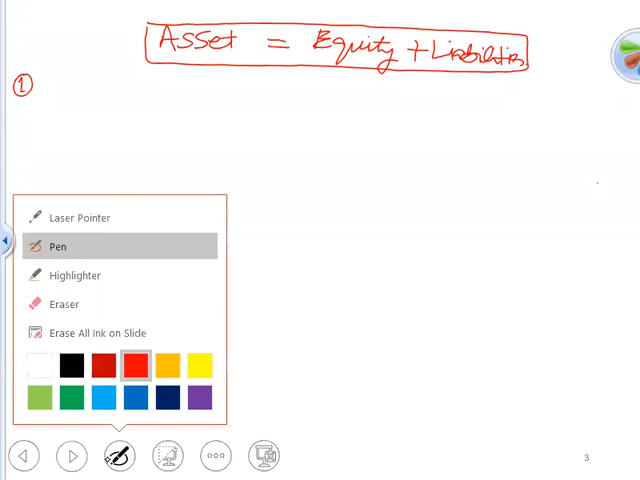 Asset = Equity + Liabilities
①
Laser Pointer
Pen
Highlighter
Eraser
Erase All Ink on Slide
3